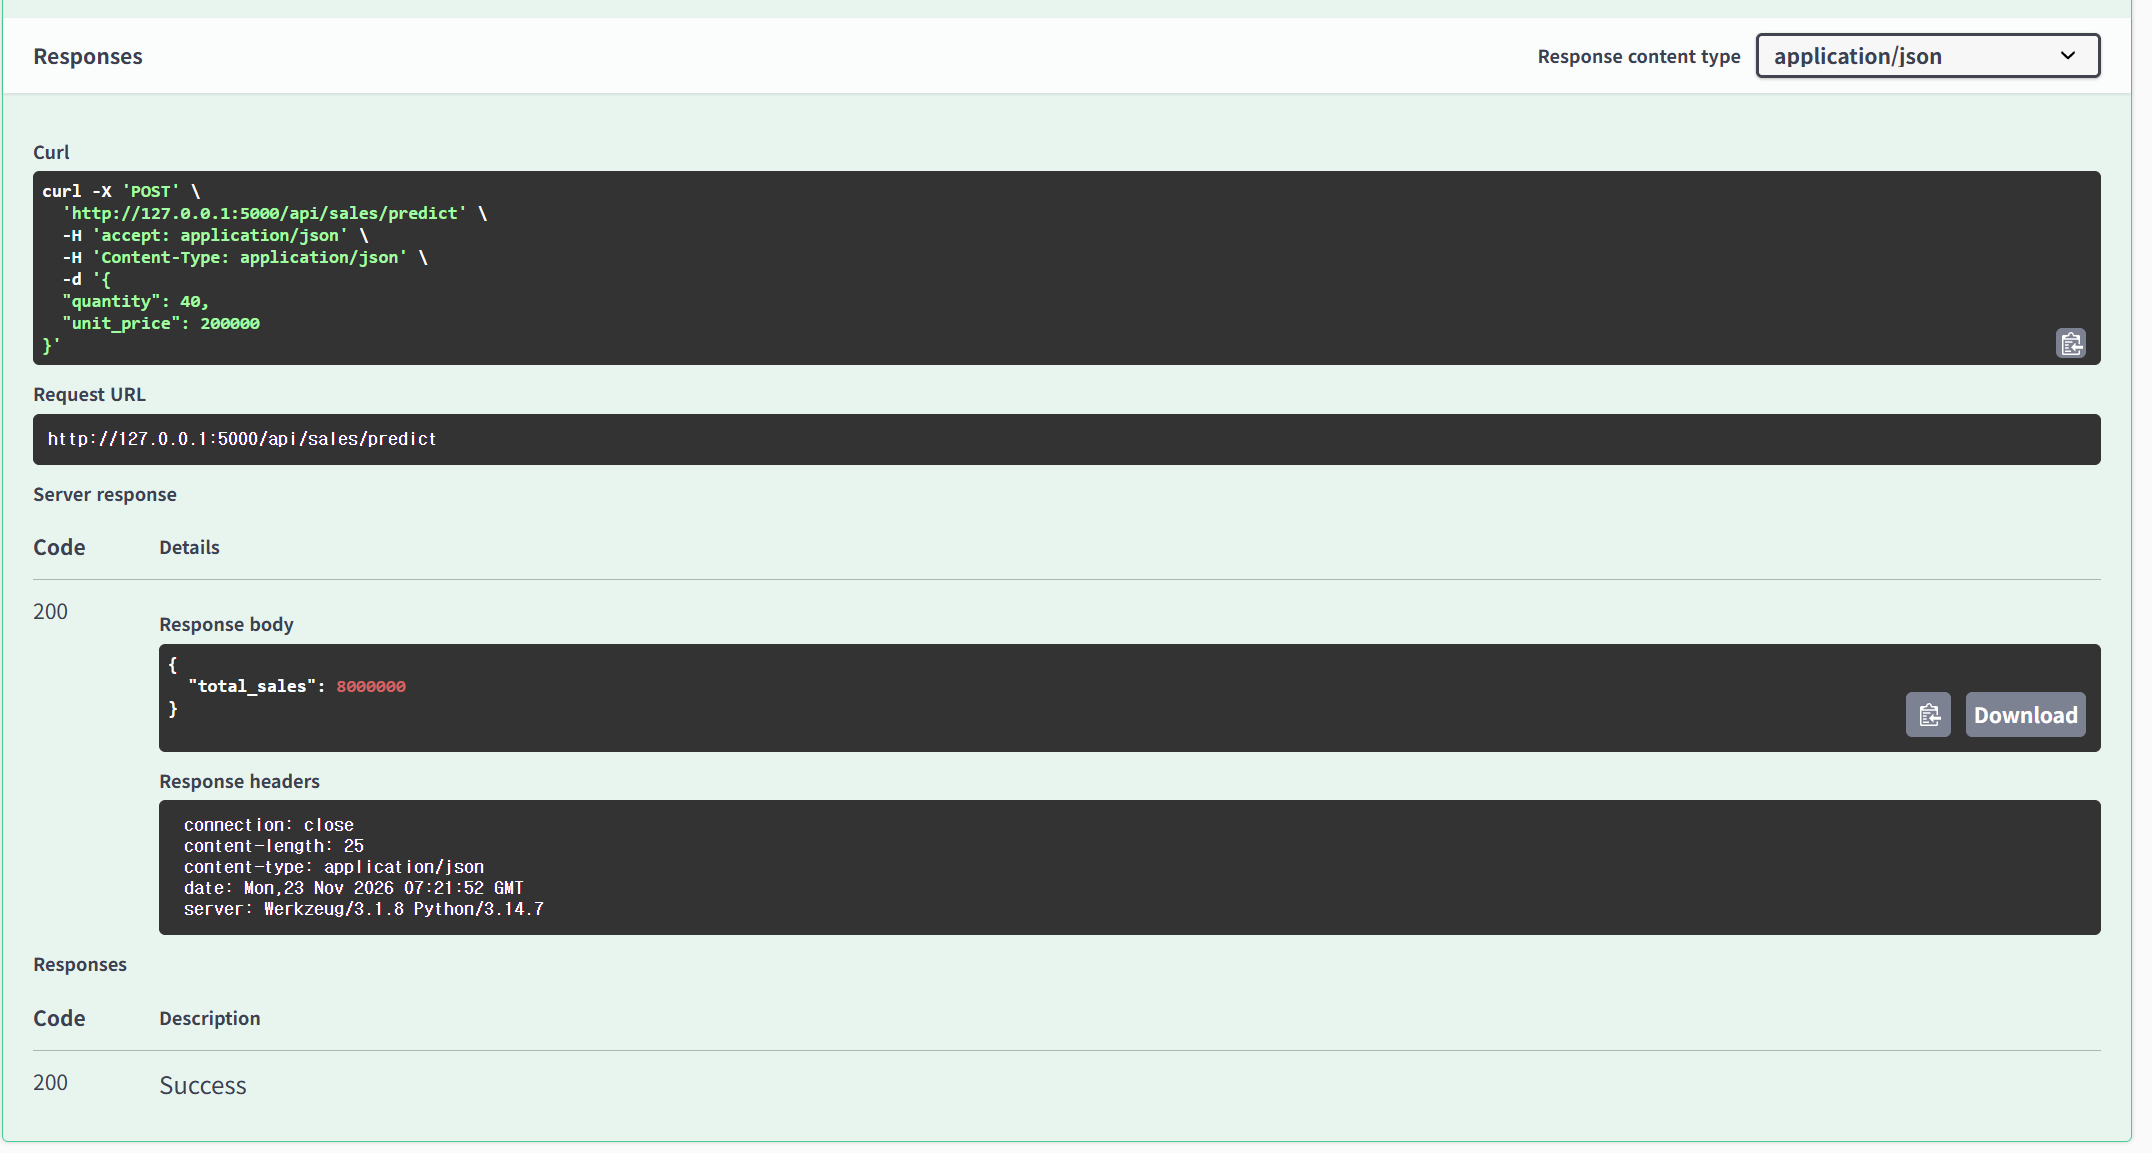 Responses
Response content type
application/json
Curl
curl -X 'POST' \
  'http://127.0.0.1:5000/api/sales/predict' \
  -H 'accept: application/json' \
  -H 'Content-Type: application/json' \
  -d '{
  "quantity": 40,
  "unit_price": 200000
}'
Request URL
http://127.0.0.1:5000/api/sales/predict
Server response
Code Details
200
Response body
{
  "total_sales": 8000000
}
Download
Response headers
connection: close
content-length: 25
content-type: application/json
date: Mon,23 Nov 2026 07:21:52 GMT
server: Werkzeug/3.1.8 Python/3.14.7
Responses
Code Description
200 Success